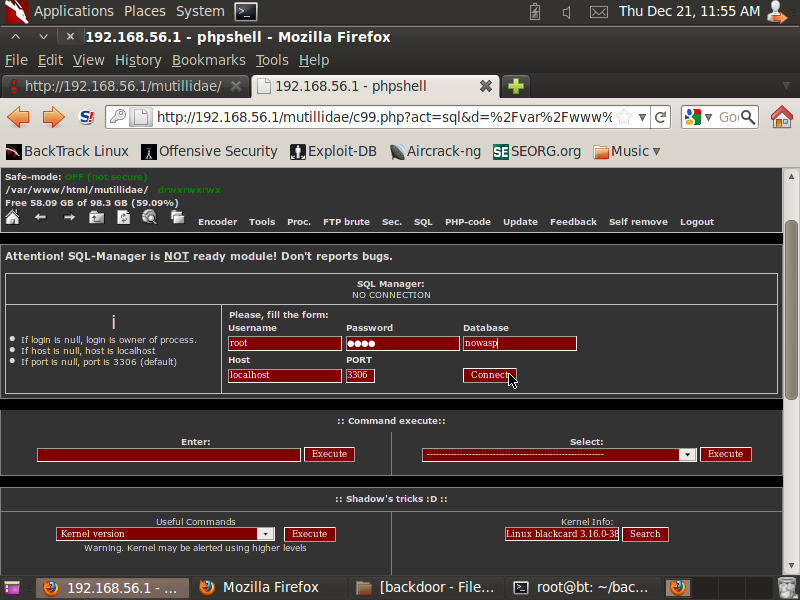 Applications Places System Thu Dec 21, 11:55 AM
192.168.56.1 - phpshell - Mozilla Firefox
File Edit View History Bookmarks Tools Help
http://192.168.56.1/mutillidae/ 192.168.56.1 - phpshell
http://192.168.56.1/mutillidae/c99.php?act=sql&d=%2Fvar%2Fwww% Goo
BackTrack Linux Offensive Security Exploit-DB Aircrack-ng SE SEORG.org Music
Safe-mode: OFF (not secure)
/var/www/html/mutillidae/ drwxrwxrwx
Free 58.09 GB of 98.3 GB (59.09%)
Encoder Tools Proc. FTP brute Sec. SQL PHP-code Update Feedback Self remove Logout
Attention! SQL-Manager is NOT ready module! Don't reports bugs.
SQL Manager:
NO CONNECTION
i
If login is null, login is owner of process.
If host is null, host is localhost
If port is null, port is 3306 (default)
Please, fill the form:
Username Password Database
root ●●●● nowasp
Host PORT
localhost 3306 Connect
:: Command execute::
Enter:
Execute
Select:
Execute
:: Shadow's tricks :D ::
Useful Commands
Kernel version Execute
Warning. Kernel may be alerted using higher levels
Kernel Info:
Linux blackcard 3.16.0-38 Search
192.168.56.1 - ... Mozilla Firefox [backdoor - File... root@bt: ~/bac...